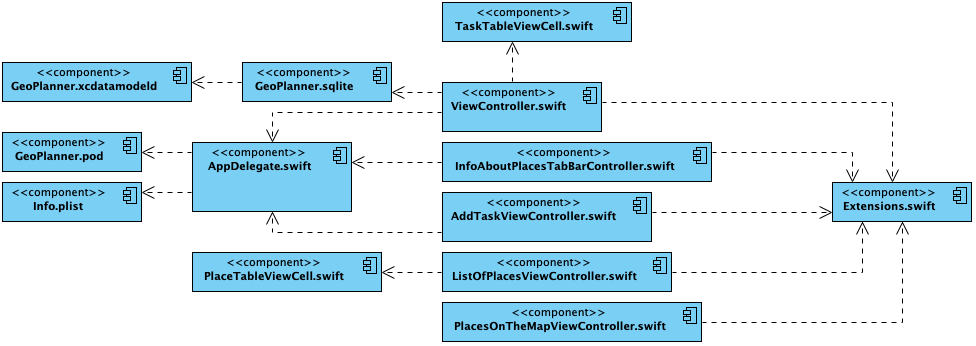 <<component>>
TaskTableViewCell.swift
<<component>>
GeoPlanner.xcdatamodeld
<<component>>
GeoPlanner.sqlite
<<component>>
ViewController.swift
<<component>>
GeoPlanner.pod
<<component>>
AppDelegate.swift
<<component>>
InfoAboutPlacesTabBarController.swift
<<component>>
Info.plist
<<component>>
AddTaskViewController.swift
<<component>>
Extensions.swift
<<component>>
PlaceTableViewCell.swift
<<component>>
ListOfPlacesViewController.swift
<<component>>
PlacesOnTheMapViewController.swift